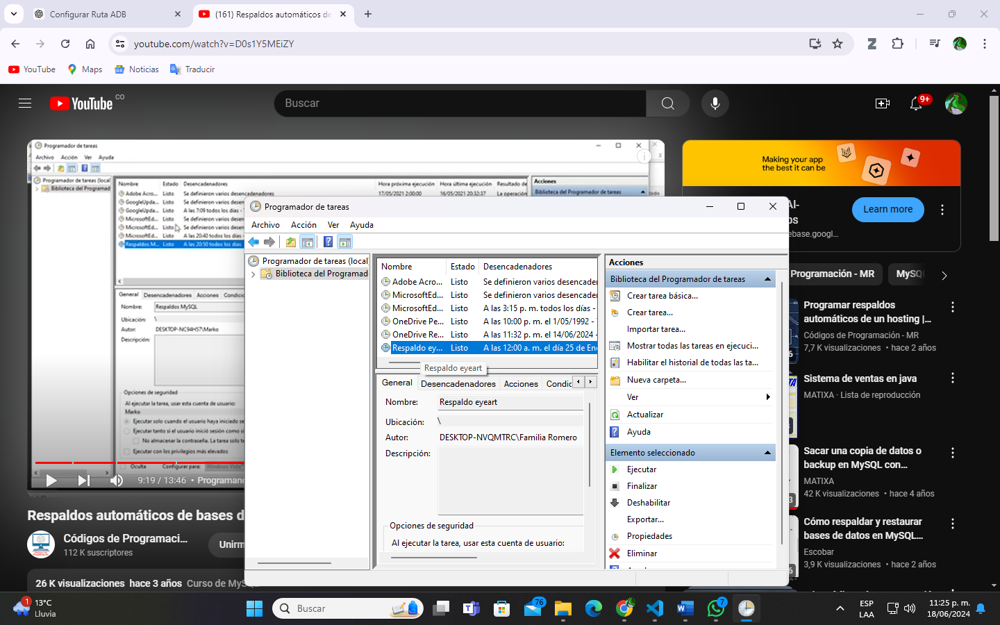 Configurar Ruta ADB
(161) Respaldos automáticos de
youtube.com/watch?v=D0s1Y5MEiZY
YouTube
Maps
Noticias
Traducir
YouTube CO
Buscar
9+
Programador de tareas
Archivo Acción Ver Ayuda
Programador de tareas (local
Biblioteca del Programad
Nombre Estado Desencadenadores Hora próxima ejecución Hora última ejecución Resultado de
Adobe Acro... Listo Se definieron varios desencadenadores 17/05/2021 2:00:00 16/05/2021 20:32:37 La operación
GoogleUpda... Listo Se definieron varios desen
GoogleUpda... Listo A las 7:09 todos los días -
MicrosoftEd... Listo Se definieron varios desen
MicrosoftEd... Listo A las 20:40 todos los días
Respaldos M... Listo A las 20:50 todos los días
Acciones
Biblioteca del Programador de tareas
General Desencadenadores Acciones Condicio
Nombre: Respaldos MySQL
Ubicación: \
Autor: DESKTOP-NC94H57\Marko
Descripción:
Opciones de seguridad
Al ejecutar la tarea, usar esta cuenta de usuario:
Marko
Ejecutar solo cuando el usuario haya iniciado se
Ejecutar tanto si el usuario inició sesión como si
No almacenar la contraseña. La tarea solo te
Ejecutar con los privilegios más elevados
Oculta Configurar para: Windows Vista™
9:19 / 13:46 • Programand
Respaldos automáticos de bases d
Códigos de Programaci...
112 K suscriptores
Unirm
26 K visualizaciones hace 3 años Curso de MySQ
Programador de tareas
Archivo Acción Ver Ayuda
Programador de tareas (local
Biblioteca del Programad
Nombre Estado Desencadenadores
Adobe Acro... Listo Se definieron varios desencader
MicrosoftEd... Listo Se definieron varios desencader
MicrosoftEd... Listo A las 3:15 p. m. todos los días -
OneDrive Pe... Listo A las 10:00 p. m. el 1/05/1992 -
OneDrive Re... Listo A las 11:32 p. m. el 14/06/2024 -
Respaldo ey... Listo A las 12:00 a. m. el día 25 de Ene
Respaldo eyeart
General Desencadenadores Acciones Condic
Nombre: Respaldo eyeart
Ubicación: \
Autor: DESKTOP-NVQMTRC\Familia Romero
Descripción:
Opciones de seguridad
Al ejecutar la tarea, usar esta cuenta de usuario:
Acciones
Biblioteca del Programador de tareas
Crear tarea básica...
Crear tarea...
Importar tarea...
Mostrar todas las tareas en ejecuci...
Habilitar el historial de todas las ta...
Nueva carpeta...
Ver
Actualizar
Ayuda
Elemento seleccionado
Ejecutar
Finalizar
Deshabilitar
Exportar...
Propiedades
Eliminar
Making your app
the best it can be
AI-
Learn more
ebase.googl...
Programación - MR
MySQ
Programar respaldos
automáticos de un hosting |...
Códigos de Programación - MR
7,7 K visualizaciones • hace 2 años
Sistema de ventas en java
MATIXA · Lista de reproducción
Sacar una copia de datos o
backup en MySQL con...
MATIXA
42 K visualizaciones • hace 4 años
Cómo respaldar y restaurar
bases de datos en MySQL...
Escobar
3,9 K visualizaciones • hace 2 años
1
13°C
Lluvia
Buscar
76
7
ESP
LAA
11:25 p. m.
18/06/2024